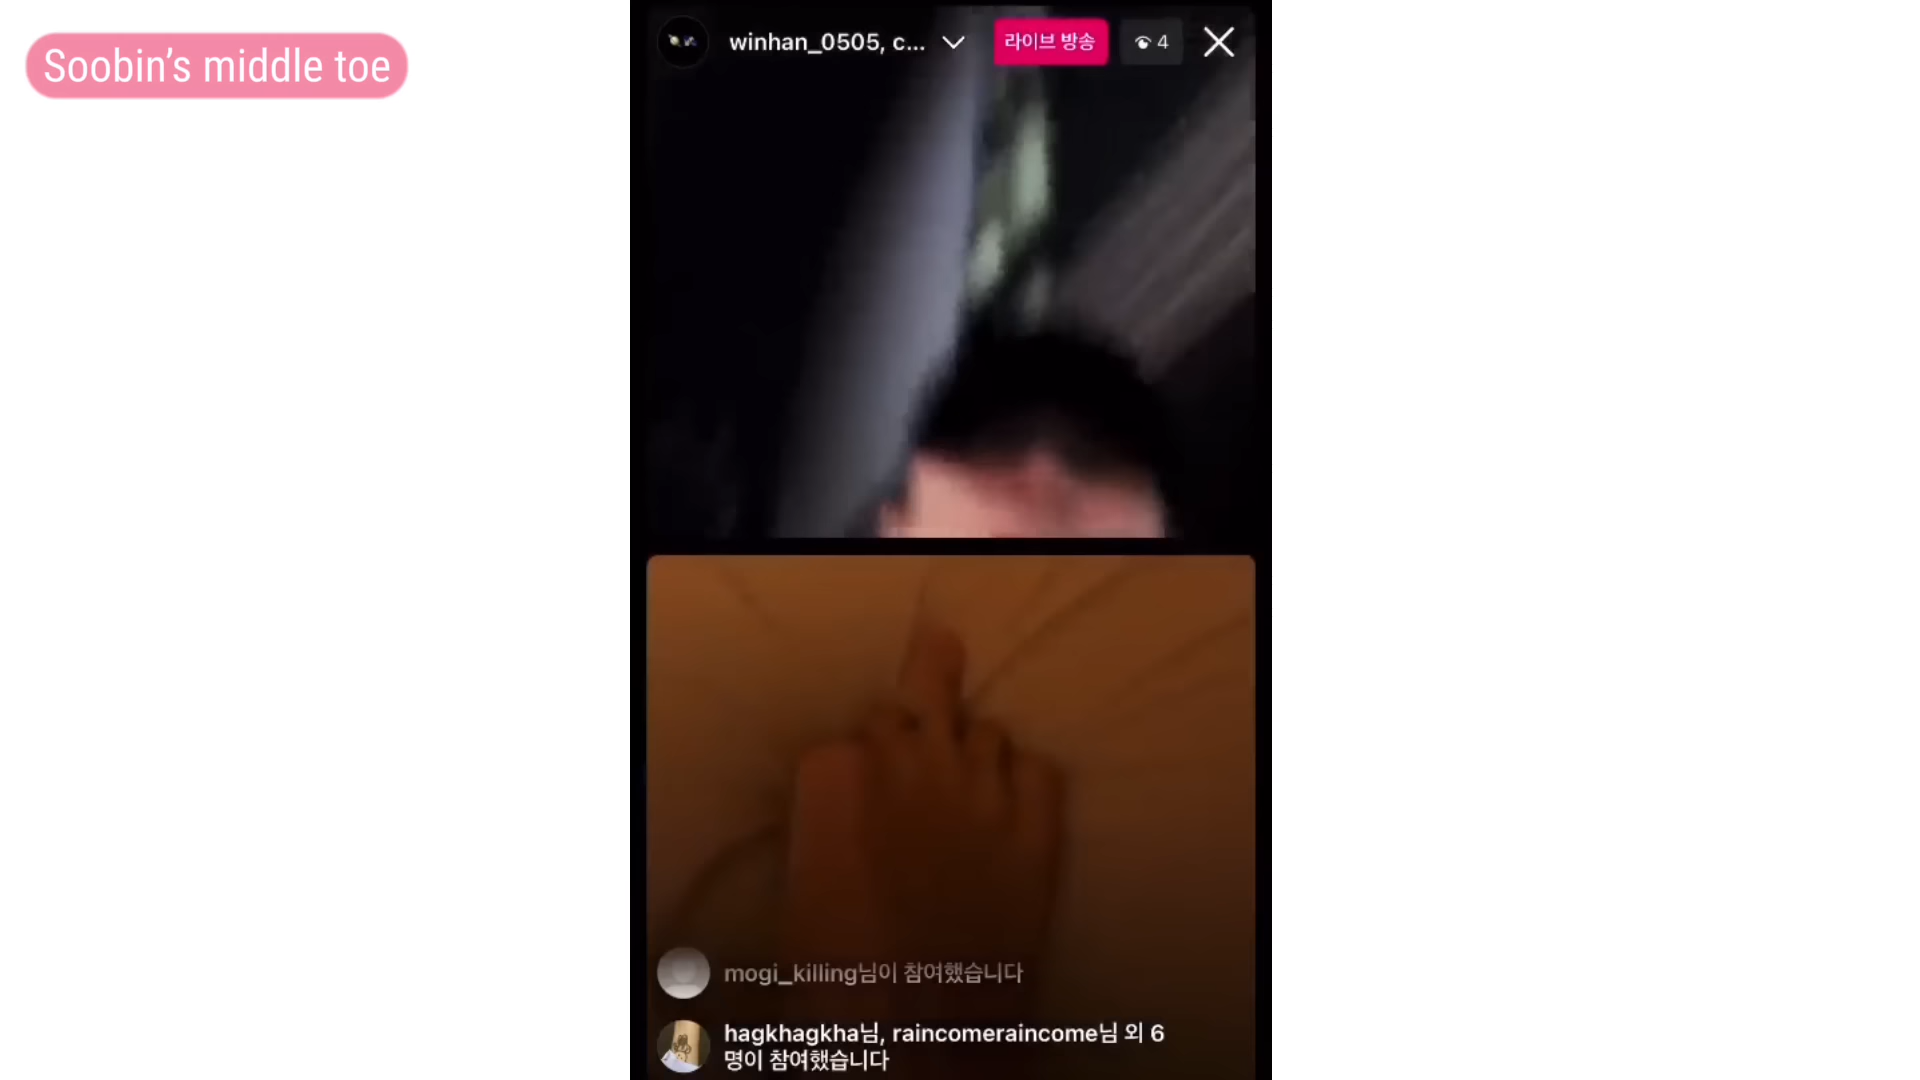 Soobin’s middle toe
winhan_0505, c...
라이브 방송
4
mogi_killing님이 참여했습니다
hagkhagkha님, raincomeraincome님 외 6
명이 참여했습니다